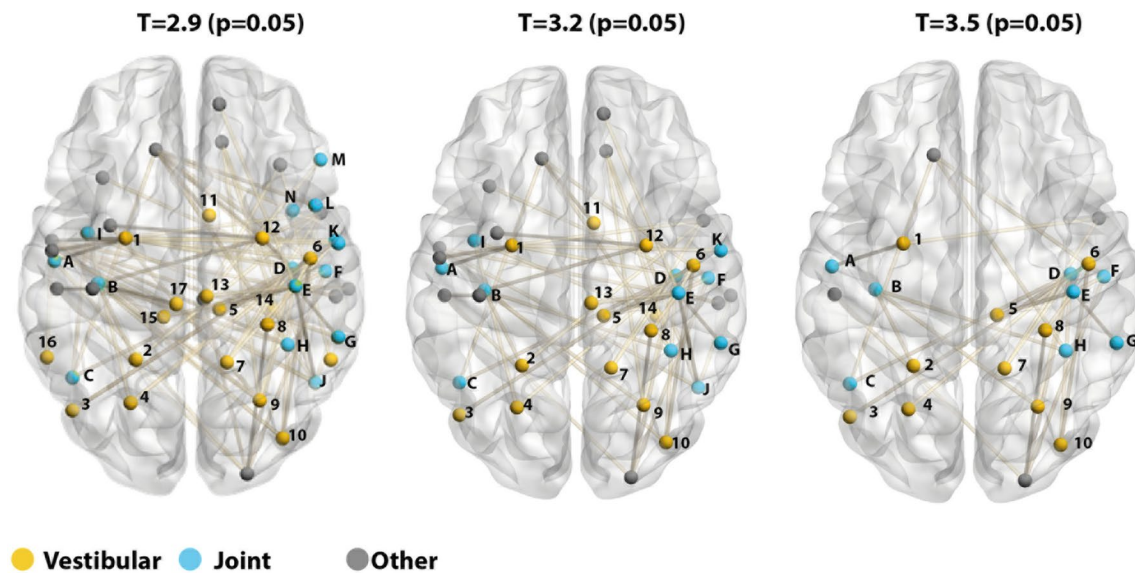 T=2.9 (p=0.05) T=3.2 (p=0.05) T=3.5 (p=0.05)
M
N L
11
12
I 1 K
6
A D F
B E
17 13
15 5 14
8
16 2 H G
7
C J
3 4 9
10
11
12
I 1 K
6
A D F
B E
13
5 14
8
2 H G
7
C J
3 4 9
10
1
6
A D F
B E
5
8
2 H G
7
C
3 4 9
10
Vestibular Joint Other